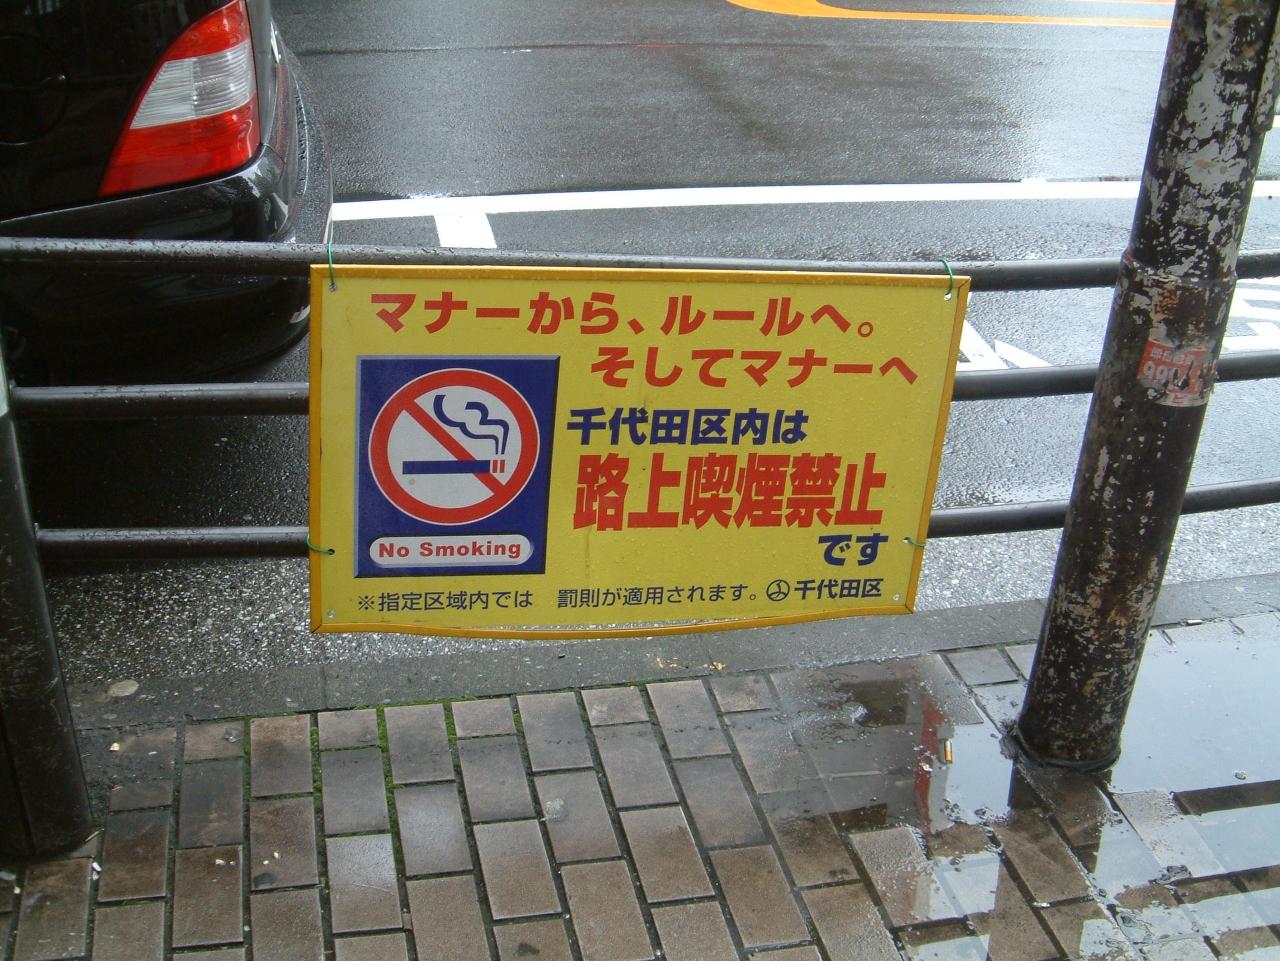 マナーから、ルールへ。
そしてマナーへ
千代田区内は
路上喫煙禁止
です
No Smoking
※指定区域内では 罰則が適用されます。 千代田区